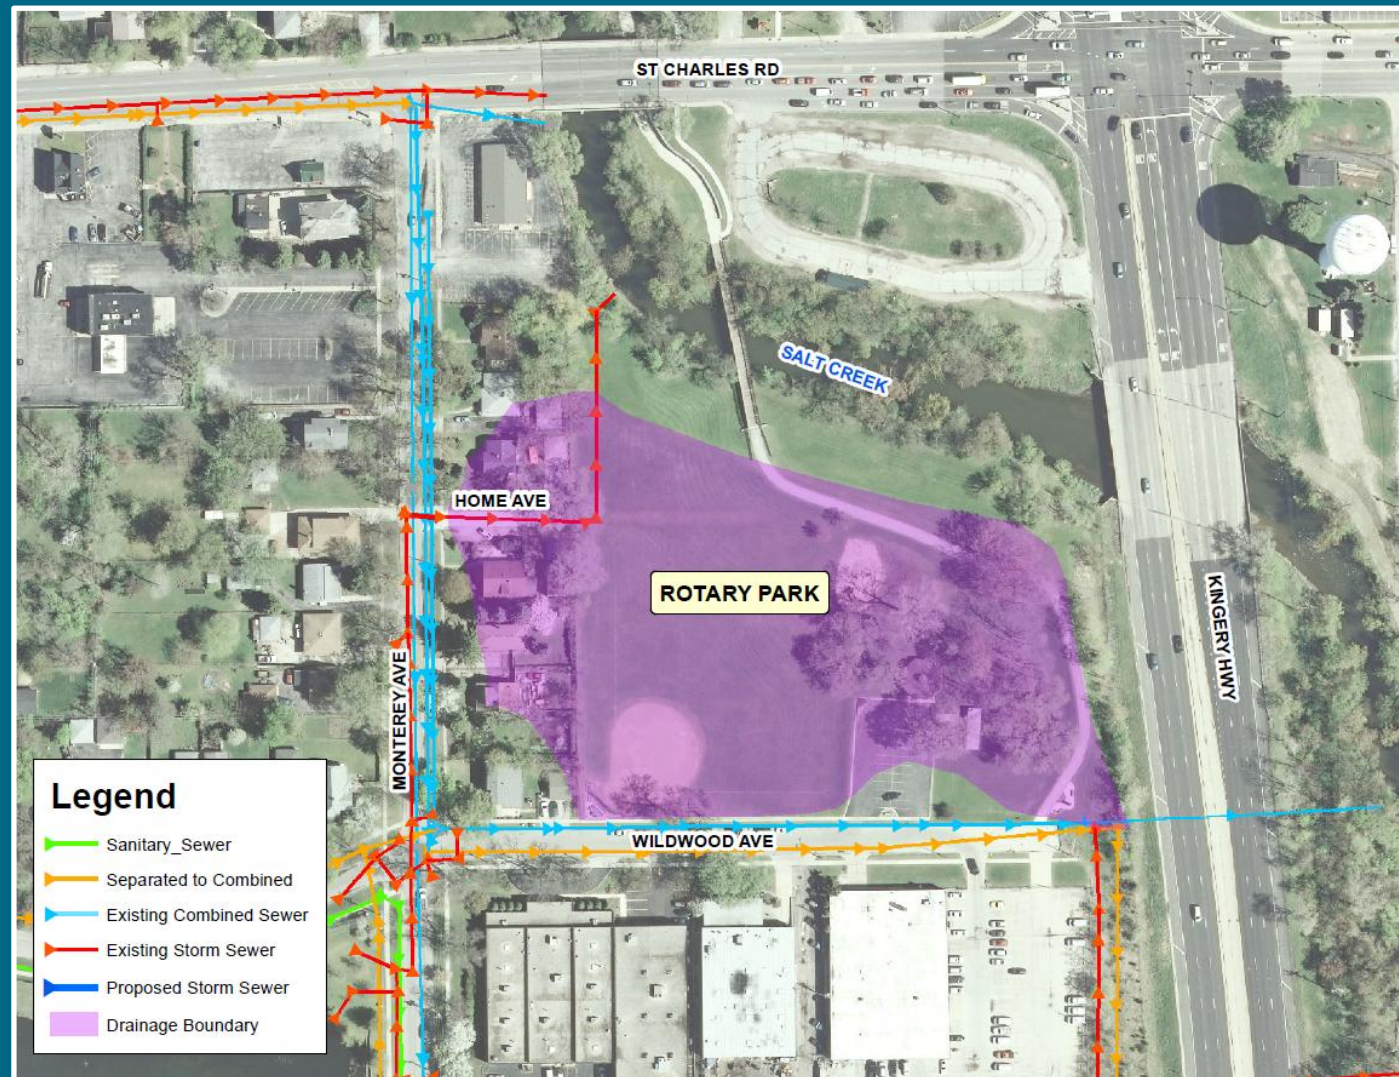 ST CHARLES RD
SALT CREEK
HOME AVE
ROTARY PARK
KINGERY HWY
MONTEREY AVE
WILDWOOD AVE
Legend
Sanitary_Sewer
Separated to Combined
Existing Combined Sewer
Existing Storm Sewer
Proposed Storm Sewer
Drainage Boundary